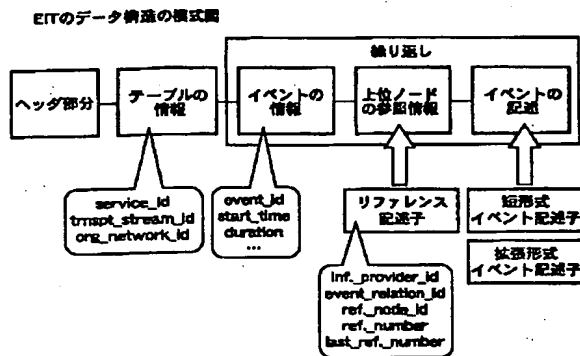 EITのデータ構造の模式図
繰り返し
ヘッダ部分
テーブルの
情報
イベントの
情報
上位ノード
の参照情報
イベントの
記述
service_id
trnspt_stream_id
org_network_id
event_id
start_time
duration
...
リファレンス
記述子
短形式
イベント記述子
拡張形式
イベント記述子
inf._provider_id
event_relation_id
ref._node_id
ref._number
last_ref._number